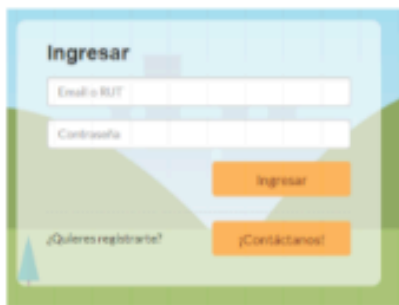 Ingresar
Email o RUT
Contraseña
Ingresar
¿Quieres registrarte?
¡Contáctanos!